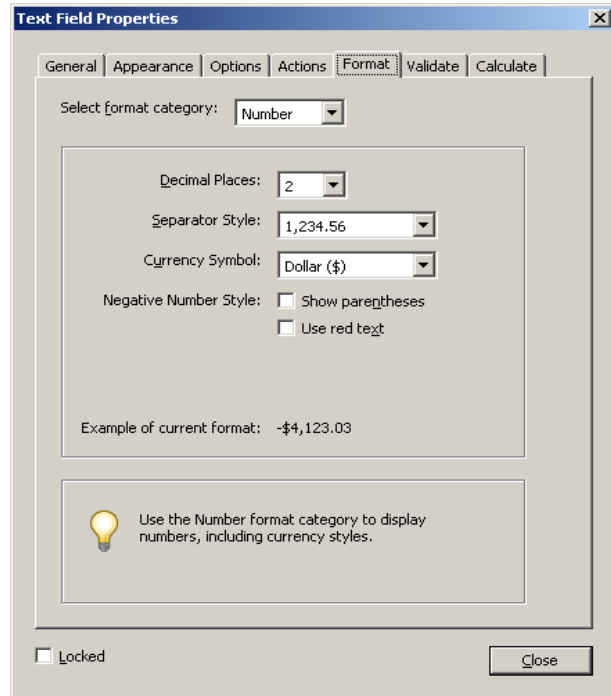 Text Field Properties
General Appearance Options Actions Format Validate Calculate
Select format category: Number
Decimal Places: 2
Separator Style: 1,234.56
Currency Symbol: Dollar ($)
Negative Number Style: Show parentheses
Use red text
Example of current format: -$4,123.03
Use the Number format category to display
numbers, including currency styles.
Locked Close